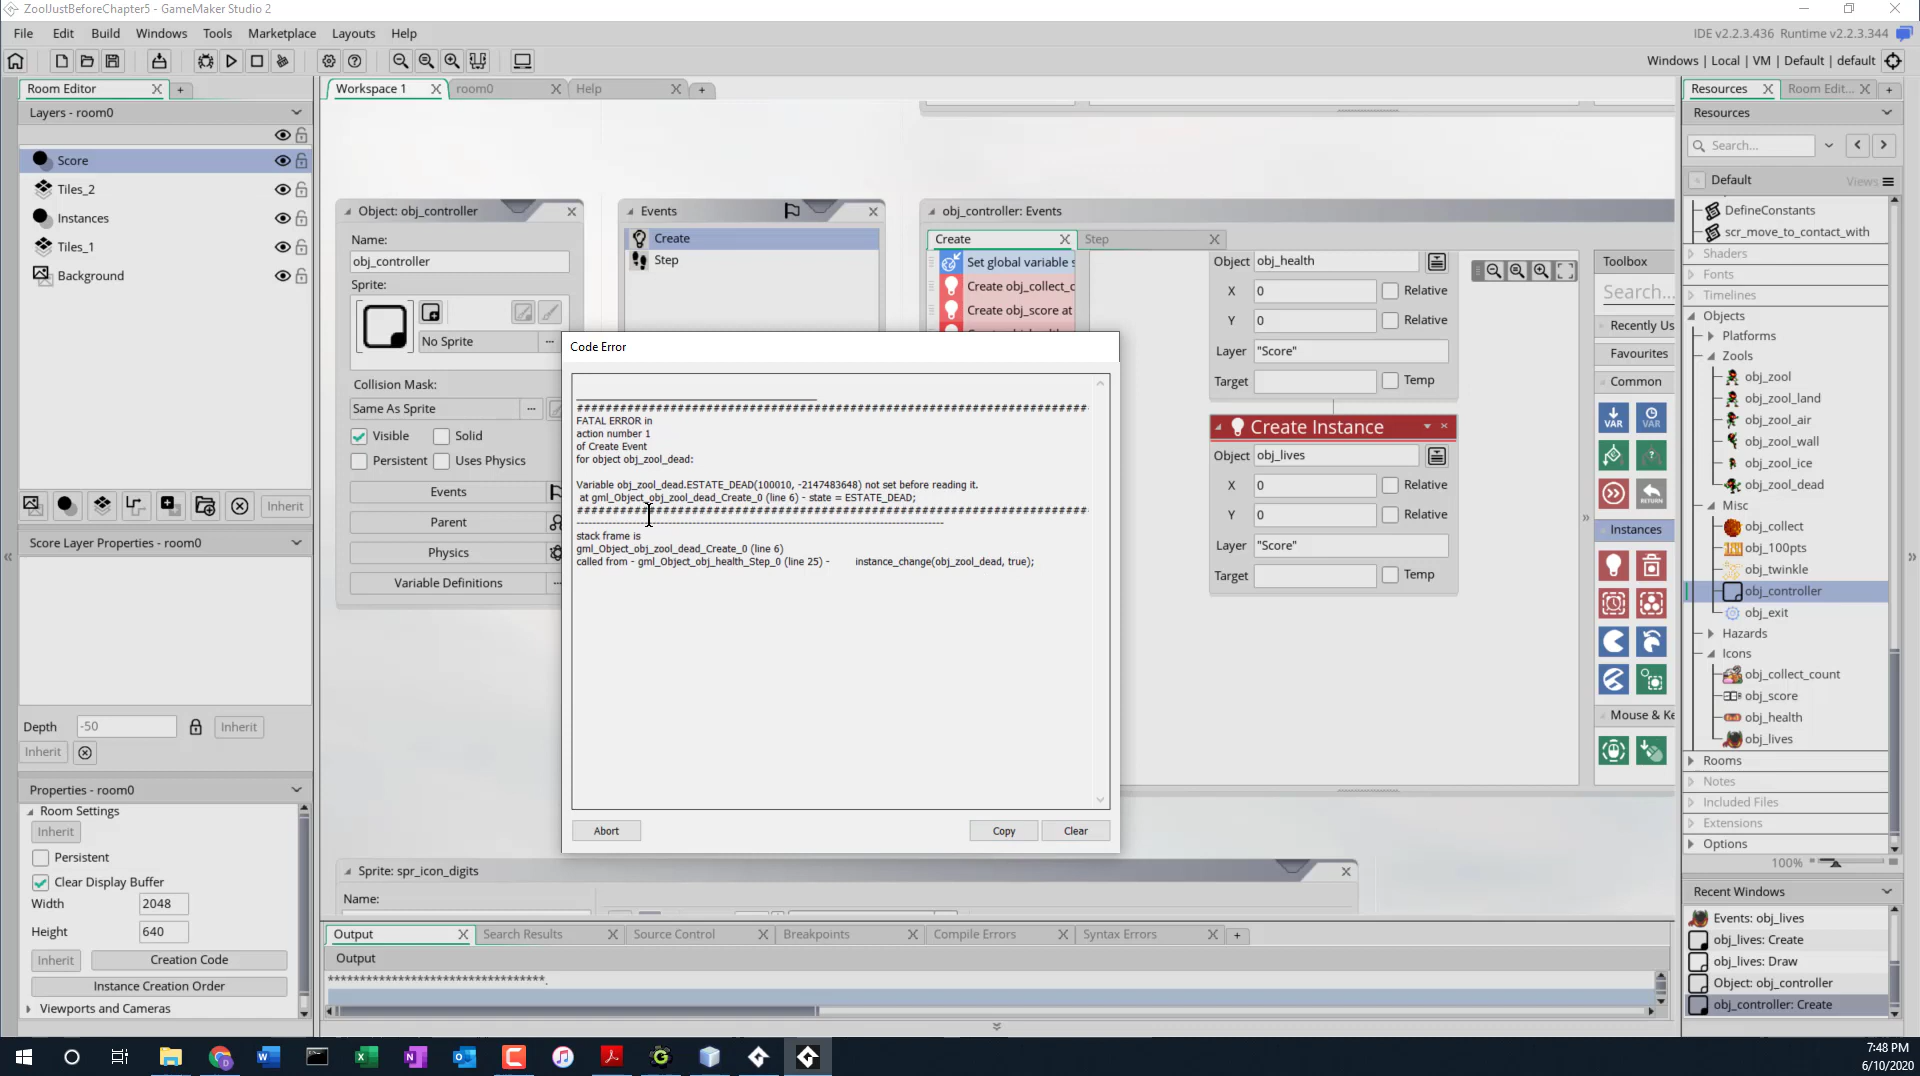 ZoolJustBeforeChapter5 - GameMaker Studio 2
File Edit Build Windows Tools Marketplace Layouts Help
IDE v2.2.3.436 Runtime v2.2.3.344
Windows | Local | VM | Default | default
Room Editor
Workspace 1
room0
Help
Resources
Room Edit...
Layers - room0
Resources
Score
Tiles_2
Instances
Tiles_1
Background
Inherit
Score Layer Properties - room0
Depth -50 Inherit
Inherit
Properties - room0
Room Settings
Inherit
Persistent
Clear Display Buffer
Width 2048
Height 640
Inherit Creation Code
Instance Creation Order
Viewports and Cameras
Object: obj_controller
Name:
obj_controller
Sprite:
No Sprite
...
Collision Mask:
Same As Sprite
...
Visible Solid
Persistent Uses Physics
Events
Parent
Physics
Variable Definitions
Events
Create
Step
obj_controller: Events
Create
Step
Set global variable s
Create obj_collect_c
Create obj_score at
Object obj_health
X 0 Relative
Y 0 Relative
Layer "Score"
Target Temp
Create Instance
Object obj_lives
X 0 Relative
Y 0 Relative
Layer "Score"
Target Temp
Toolbox
Search...
Recently Us
Favourites
Common
VAR
VAR
RETURN
Instances
Mouse & Ke
Code Error
###########################################################################
FATAL ERROR in
action number 1
of Create Event
for object obj_zool_dead:
Variable obj_zool_dead.ESTATE_DEAD(100010, -2147483648) not set before reading it.
at gml_Object_obj_zool_dead_Create_0 (line 6) - state = ESTATE_DEAD;
###########################################################################
stack frame is
gml_Object_obj_zool_dead_Create_0 (line 6)
called from - gml_Object_obj_health_Step_0 (line 25) - instance_change(obj_zool_dead, true);
Abort Copy Clear
Sprite: spr_icon_digits
Name:
Output
Search Results
Source Control
Breakpoints
Compile Errors
Syntax Errors
Output
*******************************.
Search...
Default
Views
DefineConstants
scr_move_to_contact_with
Shaders
Fonts
Timelines
Objects
Platforms
Zools
obj_zool
obj_zool_land
obj_zool_air
obj_zool_wall
obj_zool_ice
obj_zool_dead
Misc
obj_collect
obj_100pts
obj_twinkle
obj_controller
obj_exit
Hazards
Icons
obj_collect_count
obj_score
obj_health
obj_lives
Rooms
Notes
Included Files
Extensions
Options
100%
Recent Windows
Events: obj_lives
obj_lives: Create
obj_lives: Draw
Object: obj_controller
obj_controller: Create
7:48 PM
6/10/2020